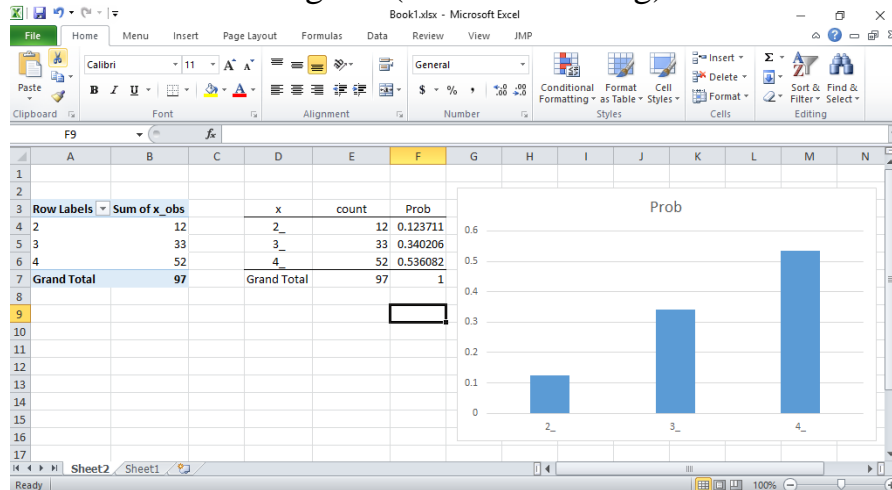 Book1.xlsx - Microsoft Excel
File Home Menu Insert Page Layout Formulas Data Review View JMP
Paste
Calibri 11 A A
General
B I U A $ % , .0 .00 .00 .0
Conditional Formatting Format as Table Cell Styles
Insert
Delete
Format
Σ
Sort & Filter Find & Select
Clipboard Font Alignment Number Styles Cells Editing
F9 fx
A B C D E F G H I J K L M N
1
2
3 Row Labels Sum of x_obs x count Prob
4 2 12 2_ 12 0.123711
5 3 33 3_ 33 0.340206
6 4 52 4_ 52 0.536082
7 Grand Total 97 Grand Total 97 1
8
9
10
11
12
13
14
15
16
17
Prob
0.6
0.5
0.4
0.3
0.2
0.1
0
2_ 3_ 4_
Sheet2 Sheet1
Ready 100%